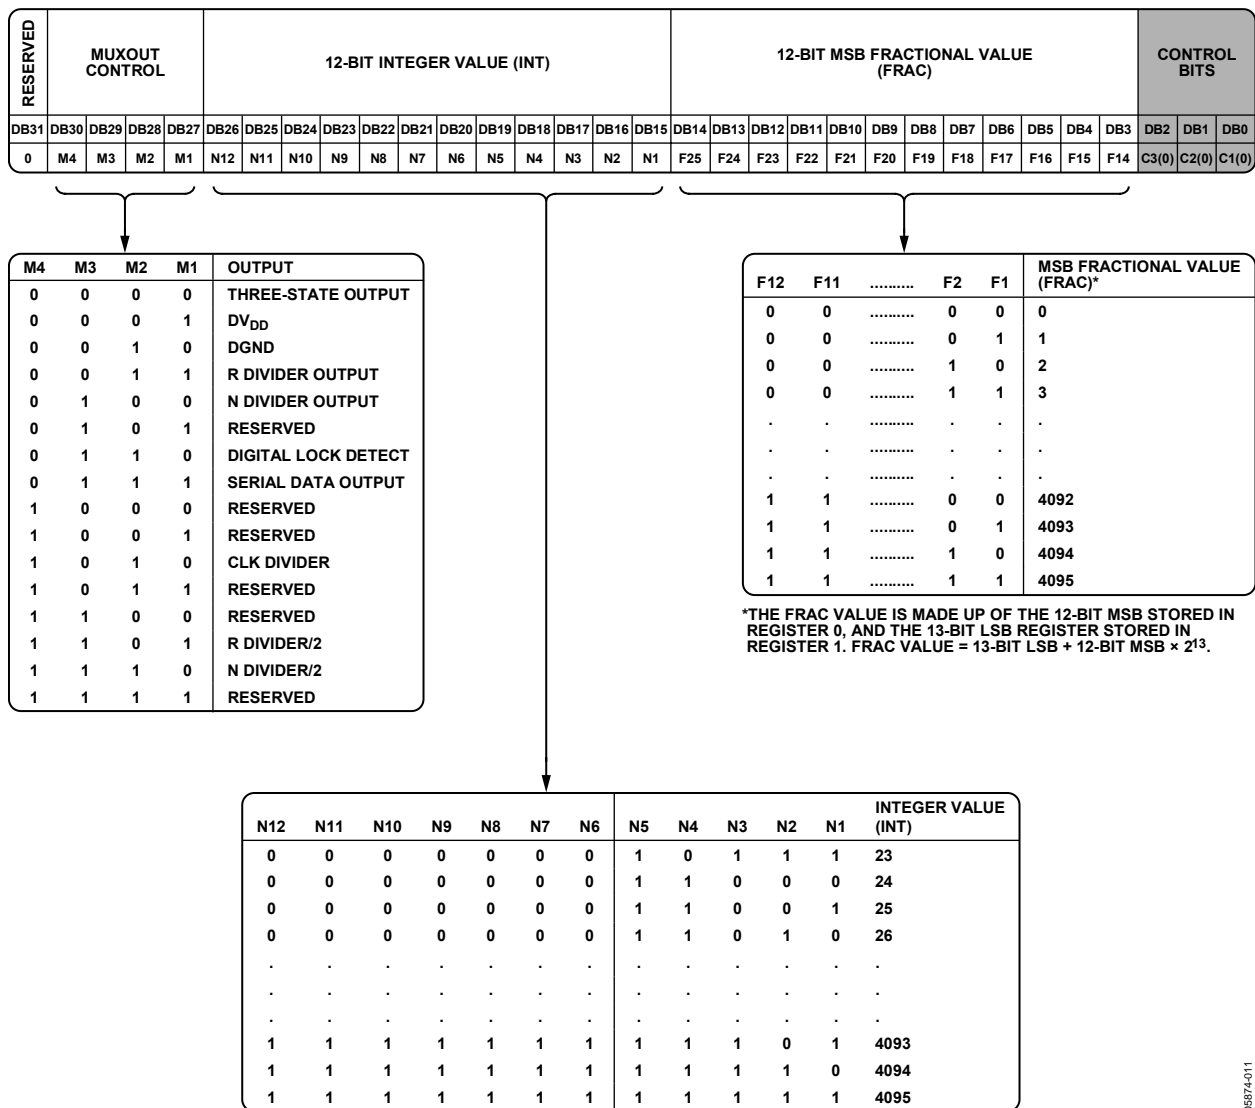 RESERVED
MUXOUT
CONTROL
12-BIT INTEGER VALUE (INT)
12-BIT MSB FRACTIONAL VALUE
(FRAC)
CONTROL
BITS
DB31 DB30 DB29 DB28 DB27 DB26 DB25 DB24 DB23 DB22 DB21 DB20 DB19 DB18 DB17 DB16 DB15 DB14 DB13 DB12 DB11 DB10 DB9 DB8 DB7 DB6 DB5 DB4 DB3 DB2 DB1 DB0
0 M4 M3 M2 M1 N12 N11 N10 N9 N8 N7 N6 N5 N4 N3 N2 N1 F25 F24 F23 F22 F21 F20 F19 F18 F17 F16 F15 F14 C3(0) C2(0) C1(0)
M4 M3 M2 M1 OUTPUT
0 0 0 0 THREE-STATE OUTPUT
0 0 0 1 DVDD
0 0 1 0 DGND
0 0 1 1 R DIVIDER OUTPUT
0 1 0 0 N DIVIDER OUTPUT
0 1 0 1 RESERVED
0 1 1 0 DIGITAL LOCK DETECT
0 1 1 1 SERIAL DATA OUTPUT
1 0 0 0 RESERVED
1 0 0 1 RESERVED
1 0 1 0 CLK DIVIDER
1 0 1 1 RESERVED
1 1 0 0 RESERVED
1 1 0 1 R DIVIDER/2
1 1 1 0 N DIVIDER/2
1 1 1 1 RESERVED
F12 F11 .......... F2 F1 MSB FRACTIONAL VALUE
(FRAC)*
0 0 .......... 0 0 0
0 0 .......... 0 1 1
0 0 .......... 1 0 2
0 0 .......... 1 1 3
. . .......... . . .
. . .......... . . .
. . .......... . . .
1 1 .......... 0 0 4092
1 1 .......... 0 1 4093
1 1 .......... 1 0 4094
1 1 .......... 1 1 4095
*THE FRAC VALUE IS MADE UP OF THE 12-BIT MSB STORED IN
REGISTER 0, AND THE 13-BIT LSB REGISTER STORED IN
REGISTER 1. FRAC VALUE = 13-BIT LSB + 12-BIT MSB × 2¹³.
N12 N11 N10 N9 N8 N7 N6 N5 N4 N3 N2 N1 INTEGER VALUE
(INT)
0 0 0 0 0 0 0 1 0 1 1 1 23
0 0 0 0 0 0 0 1 1 0 0 0 24
0 0 0 0 0 0 0 1 1 0 0 1 25
0 0 0 0 0 0 0 1 1 0 1 0 26
. . . . . . . . . . . . .
. . . . . . . . . . . . .
. . . . . . . . . . . . .
1 1 1 1 1 1 1 1 1 1 0 1 4093
1 1 1 1 1 1 1 1 1 1 1 0 4094
1 1 1 1 1 1 1 1 1 1 1 1 4095